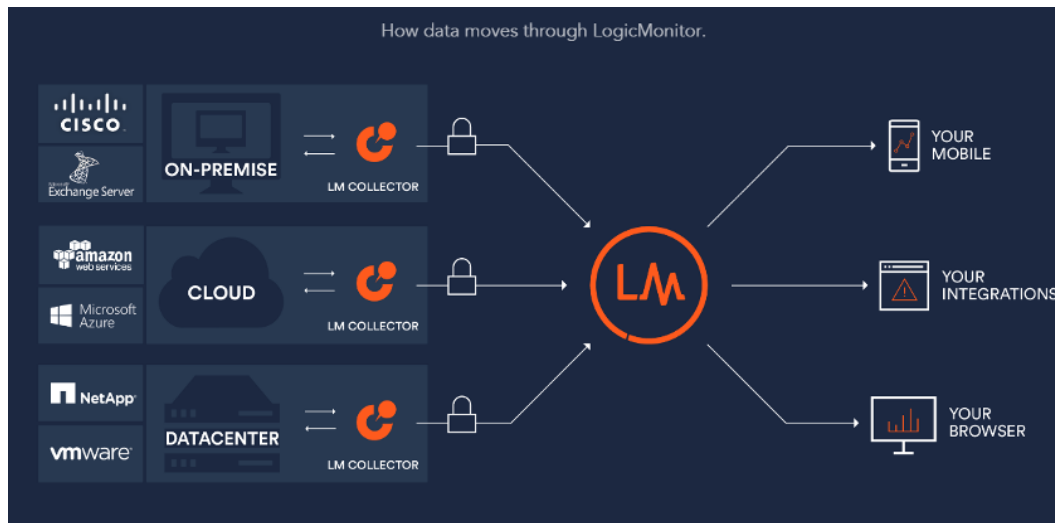 How data moves through LogicMonitor.
CISCO
Microsoft
Exchange Server
ON-PREMISE
LM COLLECTOR
YOUR
MOBILE
amazon
web services
Microsoft
Azure
CLOUD
LM COLLECTOR
LM
YOUR
INTEGRATIONS
NetApp
vmware
DATACENTER
LM COLLECTOR
YOUR
BROWSER